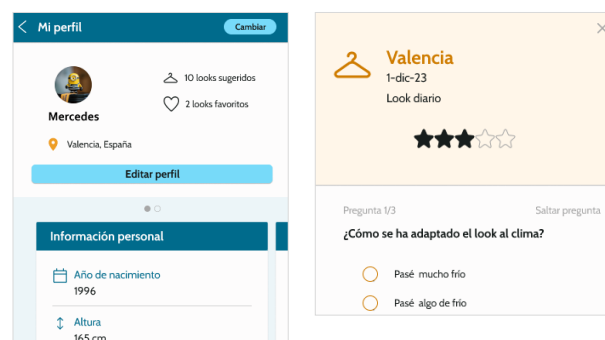 Mi perfil
Cambiar
10 looks sugeridos
2 looks favoritos
Mercedes
Valencia, España
Editar perfil
Información personal
Año de nacimiento
1996
Altura
165 cm
Valencia
1-dic-23
Look diario
Pregunta 1/3
Saltar pregunta
¿Cómo se ha adaptado el look al clima?
Pasé mucho frío
Pasé algo de frío